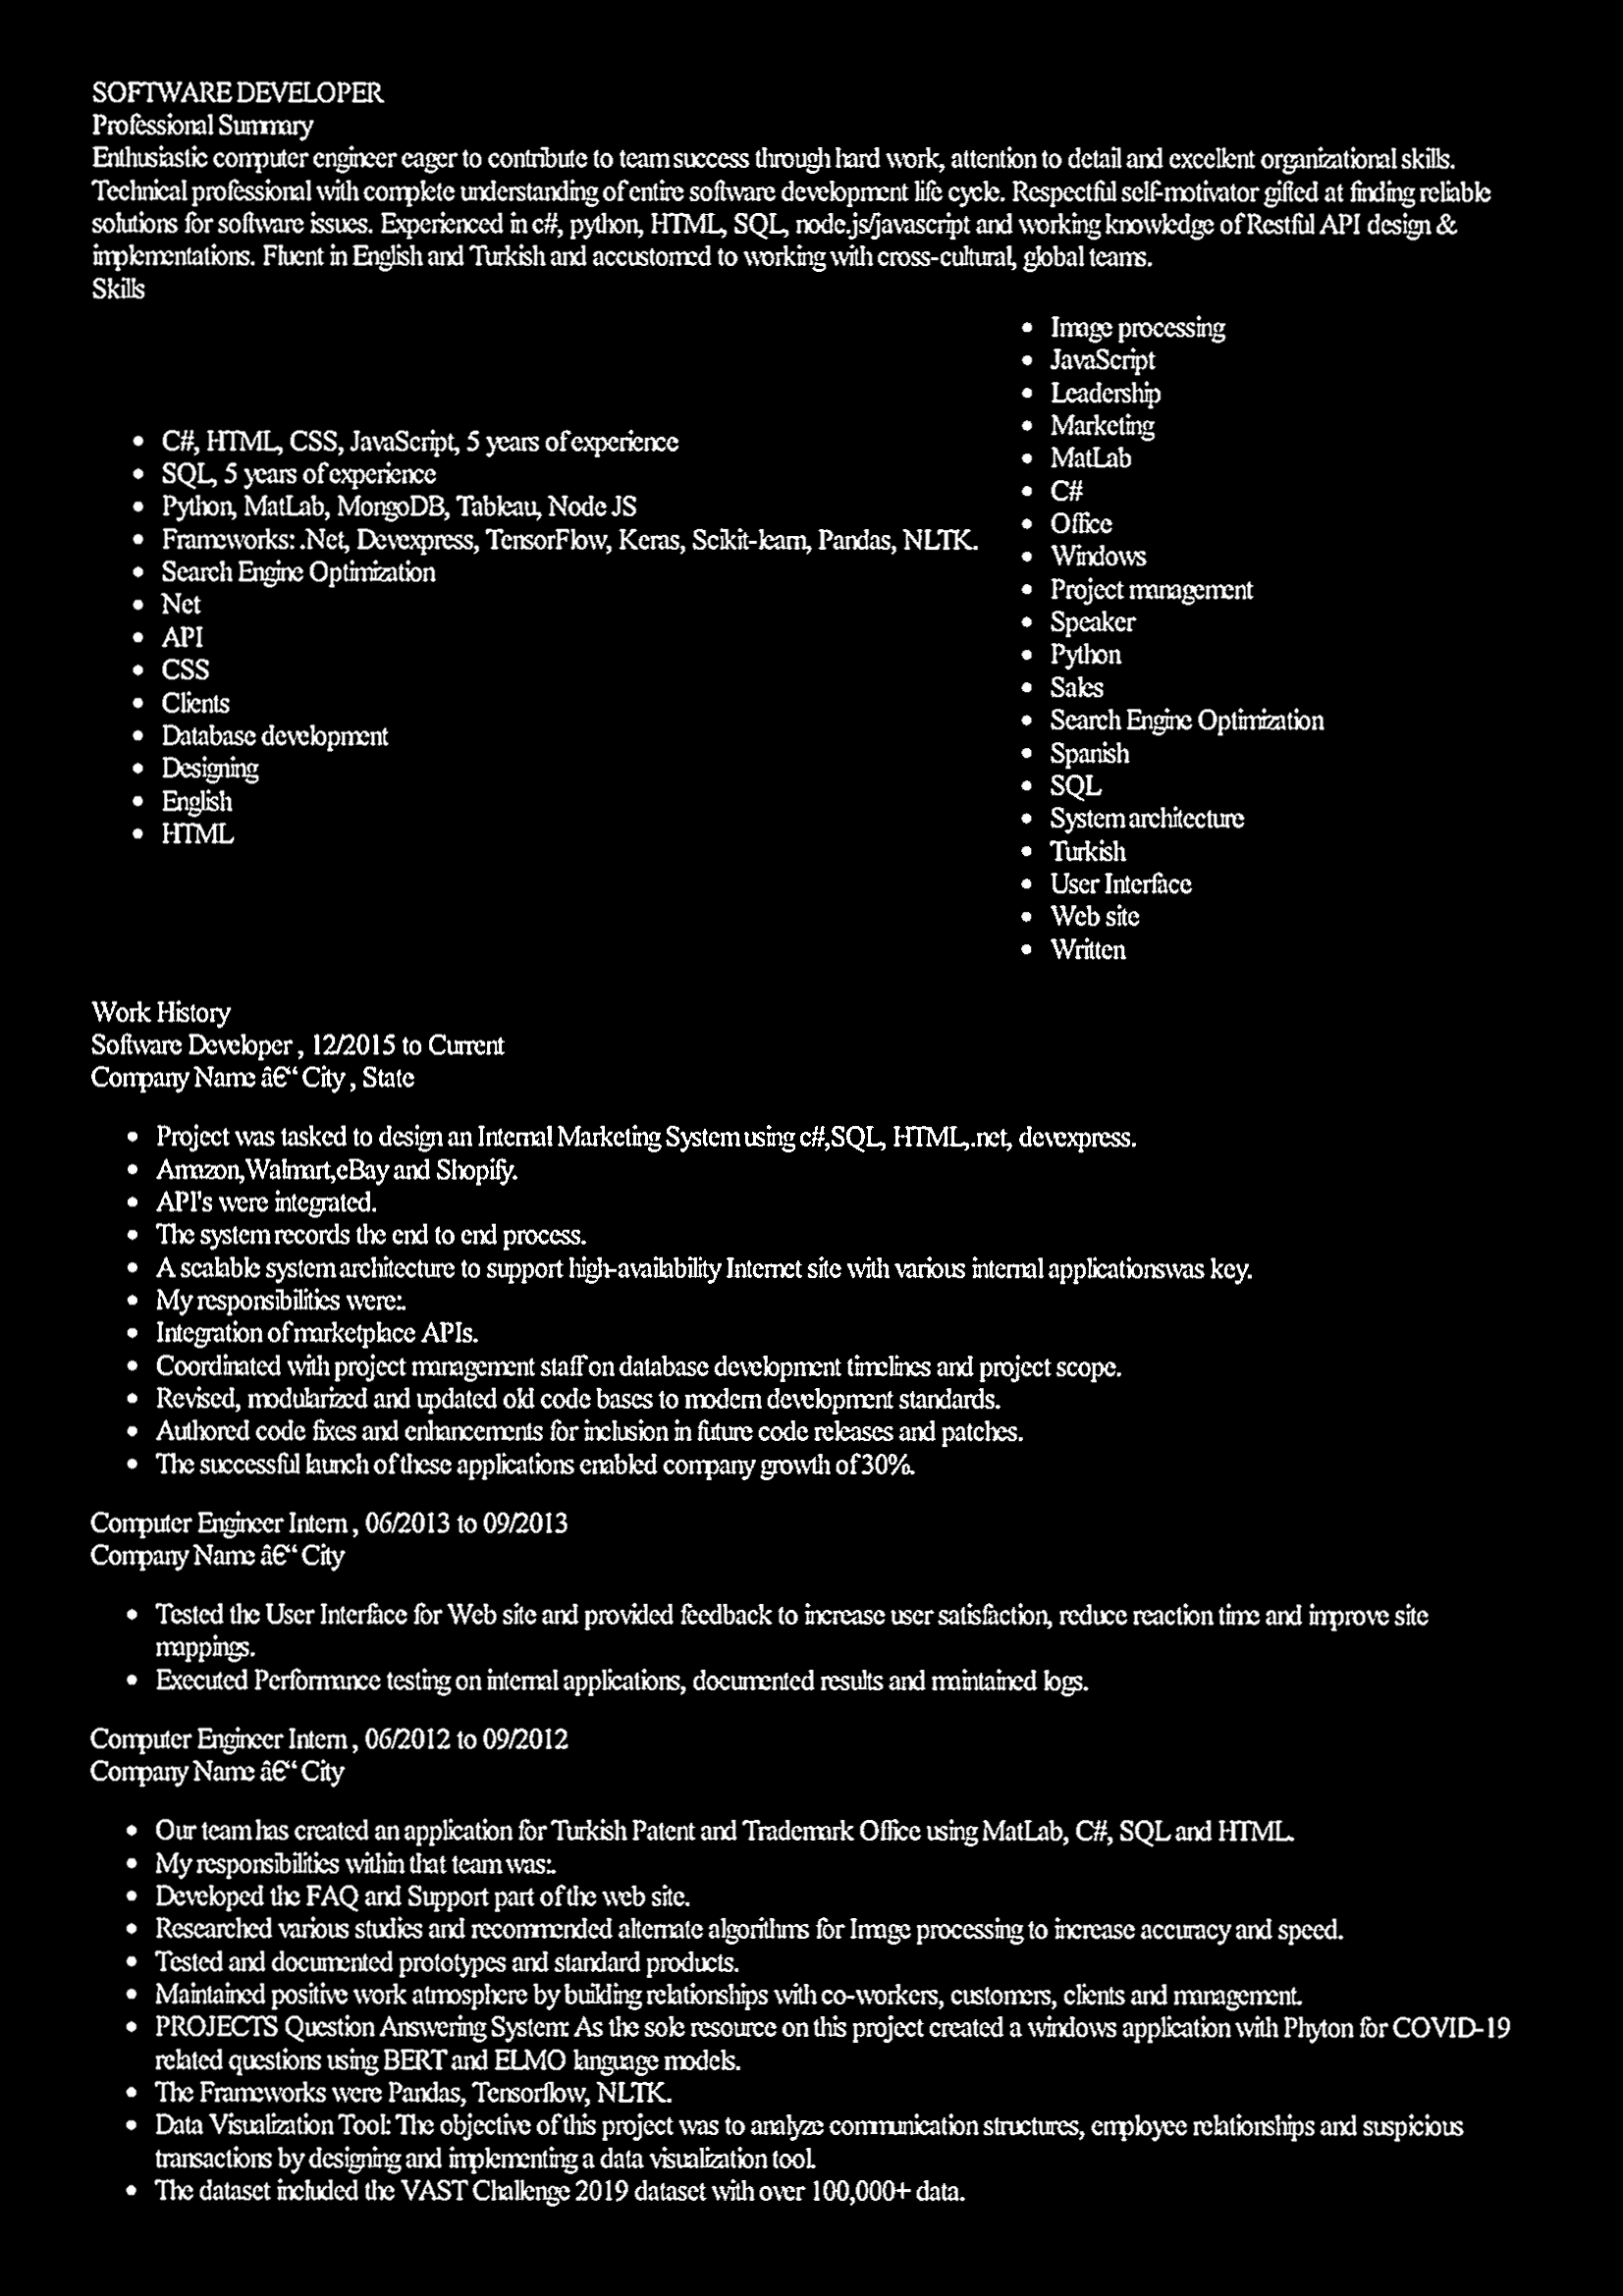 SOFTWARE DEVELOPER
Professional Summary
Enthusiastic computer engineer eager to contribute to team success through hard work, attention to detail and excellent organizational skills.
Technical professional with complete understanding of entire software development life cycle. Respectful self-motivator gifted at finding reliable
solutions for software issues. Experienced in c#, python, HTML, SQL, node.js/javascript and working knowledge of Restful API design &
implementations. Fluent in English and Turkish and accustomed to working with cross-cultural, global teams.
Skills
• C#, HTML, CSS, JavaScript, 5 years of experience
• SQL, 5 years of experience
• Python, MatLab, MongoDB, Tableau, Node JS
• Frameworks: .Net, Devexpress, TensorFlow, Keras, Scikit-learn, Pandas, NLTK.
• Search Engine Optimization
• Net
• API
• CSS
• Clients
• Database development
• Designing
• English
• HTML
• Image processing
• JavaScript
• Leadership
• Marketing
• MatLab
• C#
• Office
• Windows
• Project management
• Speaker
• Python
• Sales
• Search Engine Optimization
• Spanish
• SQL
• System architecture
• Turkish
• User Interface
• Web site
• Written
Work History
Software Developer , 12/2015 to Current
Company Name â€“ City , State
• Project was tasked to design an Internal Marketing System using c#,SQL, HTML,.net, devexpress.
• Amazon,Walmart,eBay and Shopify.
• API's were integrated.
• The system records the end to end process.
• A scalable system architecture to support high-availability Internet site with various internal applicationswas key.
• My responsibilities were:.
• Integration of marketplace APIs.
• Coordinated with project management staff on database development timelines and project scope.
• Revised, modularized and updated old code bases to modern development standards.
• Authored code fixes and enhancements for inclusion in future code releases and patches.
• The successful launch of these applications enabled company growth of 30%.
Computer Engineer Intern , 06/2013 to 09/2013
Company Name â€“ City
• Tested the User Interface for Web site and provided feedback to increase user satisfaction, reduce reaction time and improve site
mappings.
• Executed Performance testing on internal applications, documented results and maintained logs.
Computer Engineer Intern , 06/2012 to 09/2012
Company Name â€“ City
• Our team has created an application for Turkish Patent and Trademark Office using MatLab, C#, SQL and HTML.
• My responsibilities within that team was:.
• Developed the FAQ and Support part of the web site.
• Researched various studies and recommended alternate algorithms for Image processing to increase accuracy and speed.
• Tested and documented prototypes and standard products.
• Maintained positive work atmosphere by building relationships with co-workers, customers, clients and management.
• PROJECTS Question Answering System: As the sole resource on this project created a windows application with Phyton for COVID-19
related questions using BERT and ELMO language models.
• The Frameworks were Pandas, Tensorflow, NLTK.
• Data Visualization Tool: The objective of this project was to analyze communication structures, employee relationships and suspicious
transactions by designing and implementing a data visualization tool.
• The dataset included the VAST Challenge 2019 dataset with over 100,000+ data.